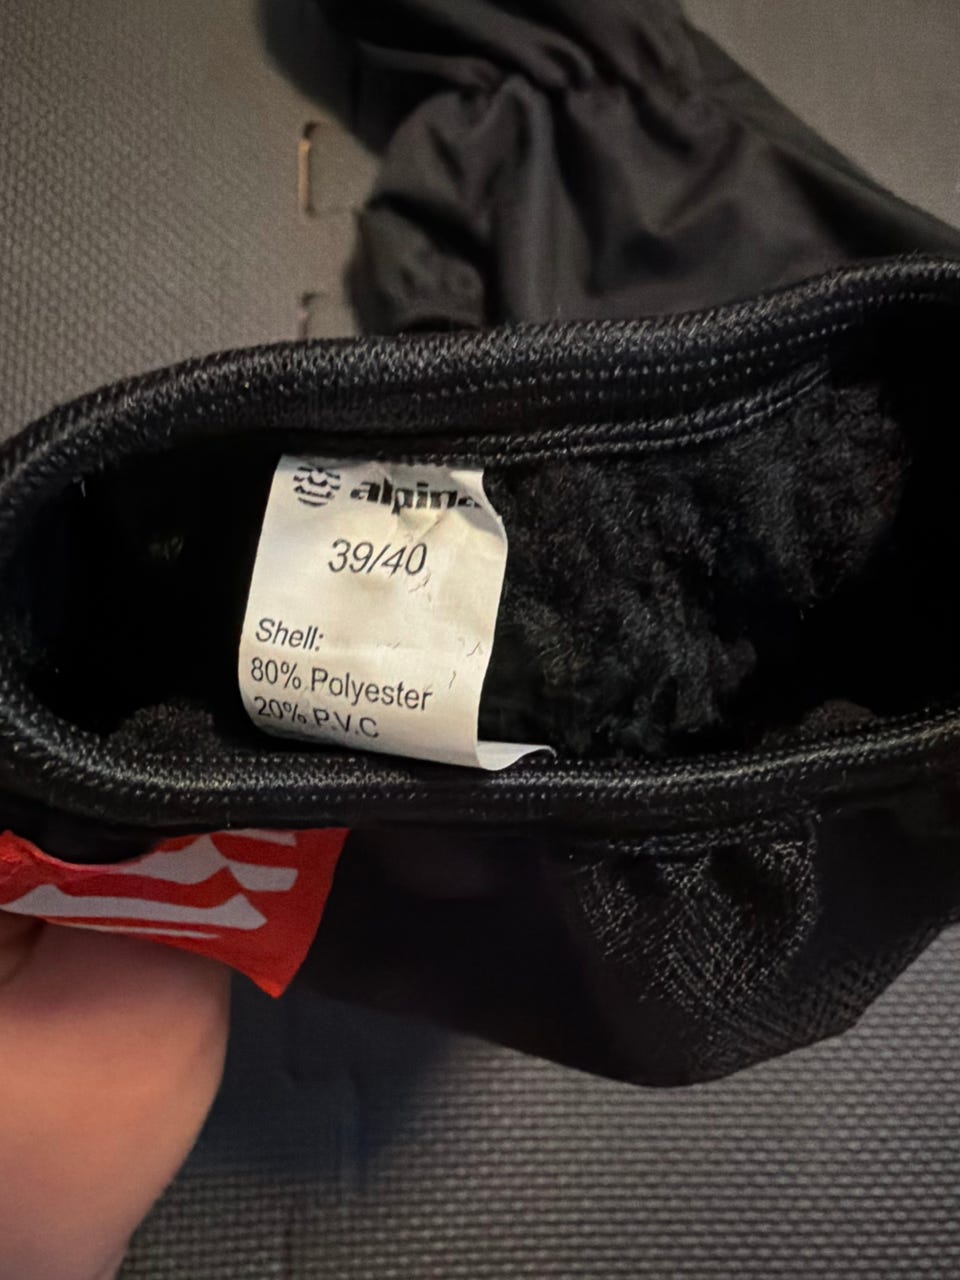 alpina
39/40
Shell:
80% Polyester
20% P.V.C